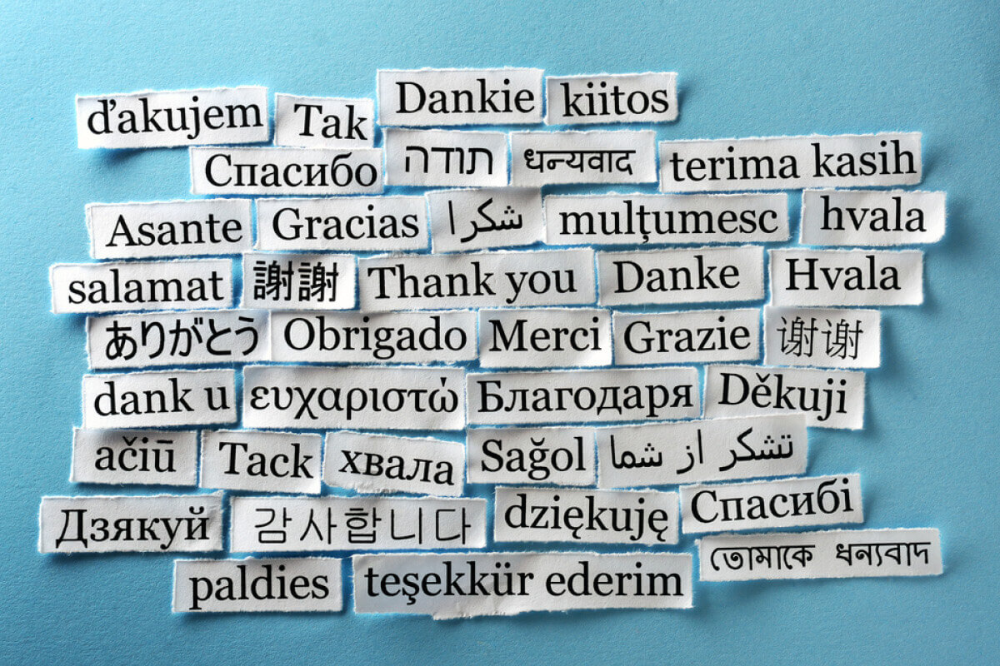 ďakujem Tak Dankie kiitos
Спасибо תודה धन्यवाद terima kasih
Asante Gracias شكرا mulțumesc hvala
salamat 謝謝 Thank you Danke Hvala
ありがとう Obrigado Merci Grazie 谢谢
dank u ευχαριστώ Благодаря Děkuji
ačiū Tack хвала Sağol تشکر از شما
Дзякуй 감사합니다 dziękuję Спасибі
paldies teşekkür ederim তোমাকে ধন্যবাদ